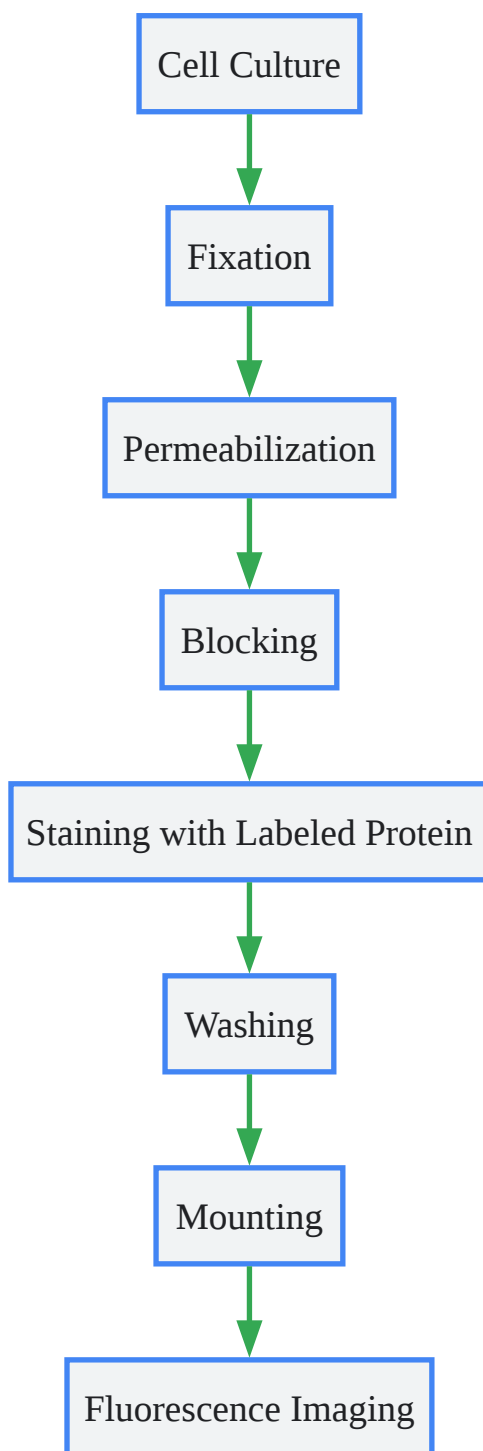 Cell Culture
Fixation
Permeabilization
Blocking
Staining with Labeled Protein
Washing
Mounting
Fluorescence Imaging